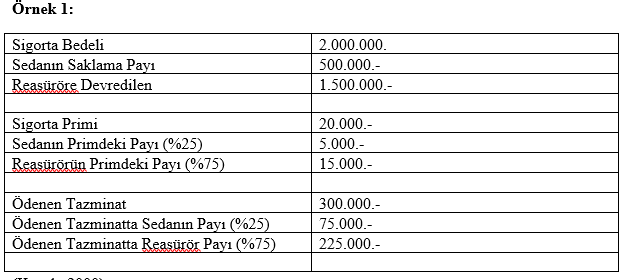 Örnek 1:
Sigorta Bedeli 2.000.000.
Sedanın Saklama Payı 500.000.-
Reasüröre Devredilen 1.500.000.-
Sigorta Primi 20.000.-
Sedanın Primdeki Payı (%25) 5.000.-
Reasürörün Primdeki Payı (%75) 15.000.-
Ödenen Tazminat 300.000.-
Ödenen Tazminatta Sedanın Payı (%25) 75.000.-
Ödenen Tazminatta Reasürör Payı (%75) 225.000.-